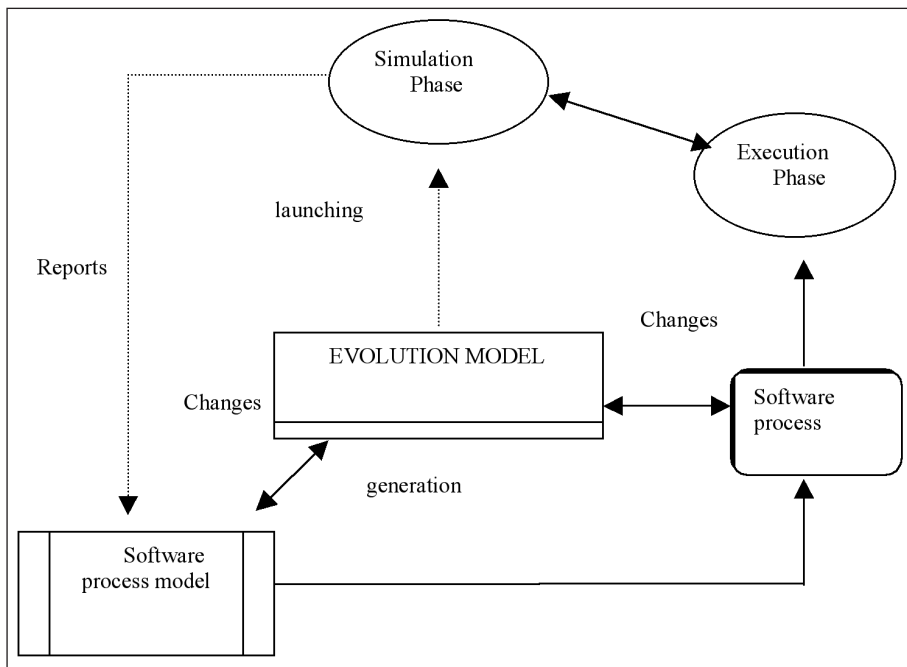 Simulation
Phase
Execution
Phase
launching
Reports
Changes
EVOLUTION MODEL
Changes
Software
process
generation
Software
process model